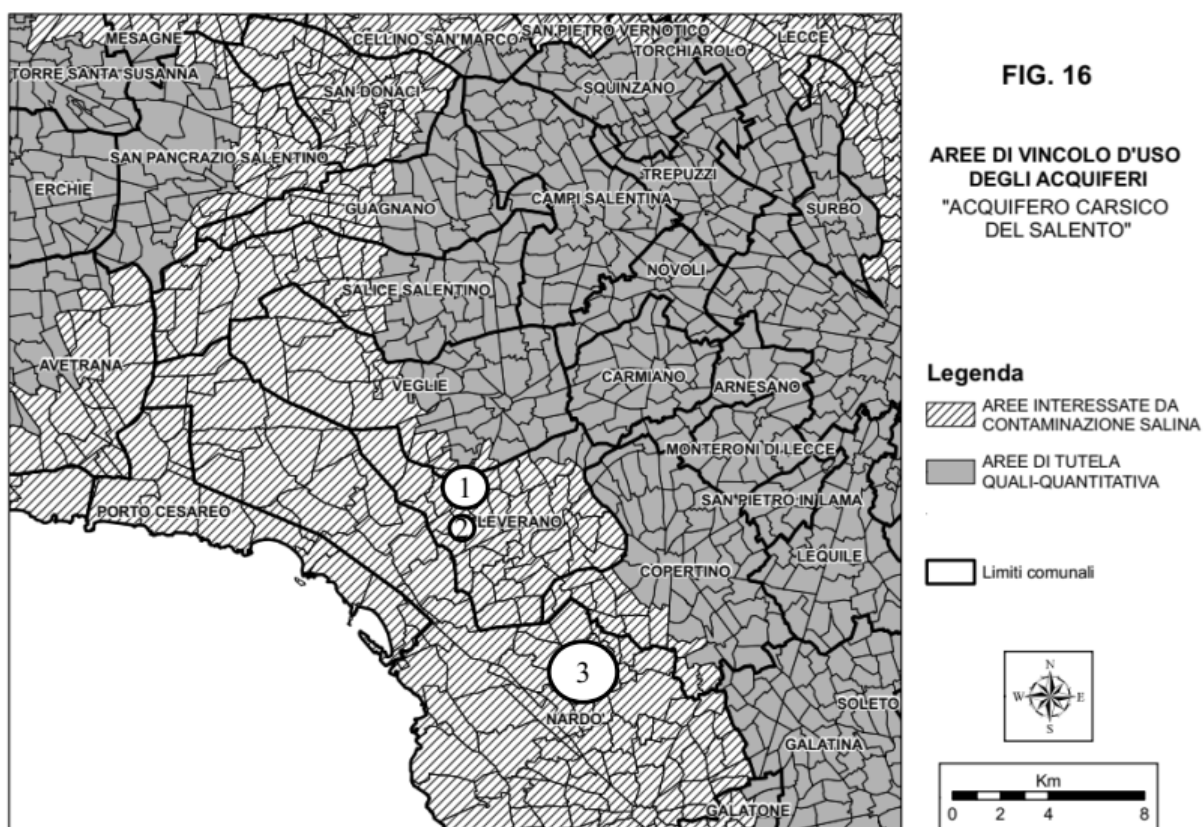 MESAGNE
CELLINO SAN MARCO
SAN PIETRO VERNOTICO
LECCE
TORCHIAROLO
TORRE SANTA SUSANNA
SAN DONACI
SQUINZANO
SAN PANCRAZIO SALENTINO
ERCHIE
TREPUZZI
CAMPI SALENTINA
GUAGNANO
SURBO
NOVOLI
SALICE SALENTINO
AVETRANA
VEGLIE
CARMIANO
ARNESANO
MONTERONI DI LECCE
1
SAN PIETRO IN LAMA
PORTO CESAREO
2
LEVERANO
LEQUILE
COPERTINO
3
NARDO'
SOLETO
GALATINA
GALATONE
FIG. 16
AREE DI VINCOLO D'USO
DEGLI ACQUIFERI
"ACQUIFERO CARSICO
DEL SALENTO"
Legenda
AREE INTERESSATE DA
CONTAMINAZIONE SALINA
AREE DI TUTELA
QUALI-QUANTITATIVA
Limiti comunali
N
W E
S
Km
0 2 4 8